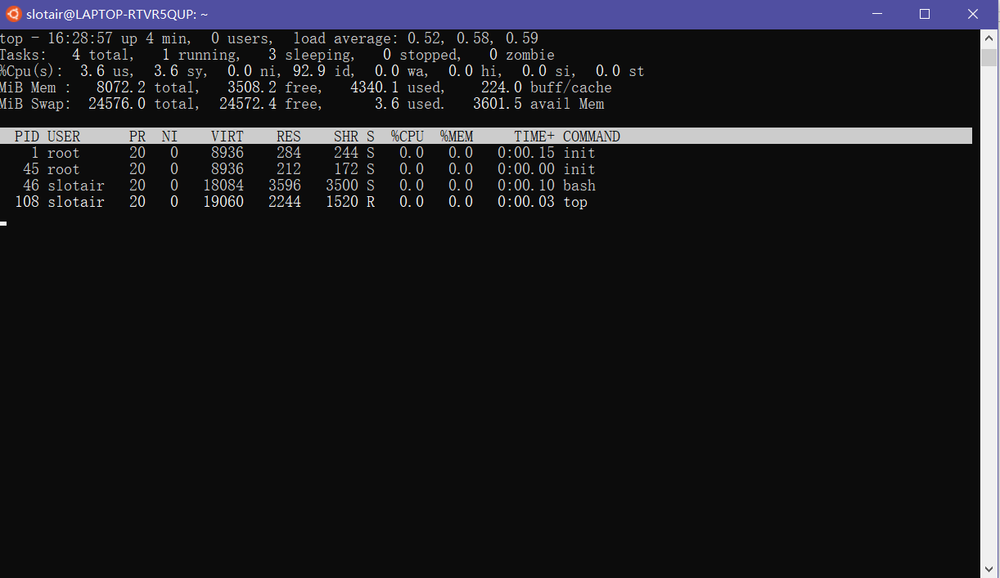 slotair@LAPTOP-RTVR5QUP: ~
top - 16:28:57 up 4 min,  0 users,  load average: 0.52, 0.58, 0.59
Tasks:   4 total,   1 running,   3 sleeping,   0 stopped,   0 zombie
%Cpu(s):  3.6 us,  3.6 sy,  0.0 ni, 92.9 id,  0.0 wa,  0.0 hi,  0.0 si,  0.0 st
MiB Mem :   8072.2 total,   3508.2 free,   4340.1 used,    224.0 buff/cache
MiB Swap:  24576.0 total,  24572.4 free,      3.6 used.   3601.5 avail Mem
PID USER      PR  NI    VIRT    RES    SHR S  %CPU  %MEM     TIME+ COMMAND
1 root      20   0    8936    284    244 S   0.0   0.0   0:00.15 init
45 root      20   0    8936    212    172 S   0.0   0.0   0:00.00 init
46 slotair   20   0   18084   3596   3500 S   0.0   0.0   0:00.10 bash
108 slotair   20   0   19060   2244   1520 R   0.0   0.0   0:00.03 top